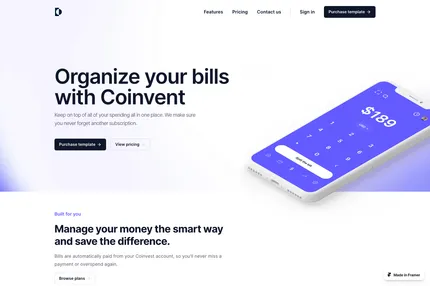 Features Pricing Contact us Sign in Purchase template →
Organize your bills
with Coinvent
Keep on top of all of your spending all in one place. We make sure
you never forget another subscription.
Purchase template → View pricing
$189
Built for you
Manage your money the smart way
and save the difference.
Bills are automatically paid from your Coinvest account, so you'll never miss a
payment or overspend again.
Browse plans
Made in Framer